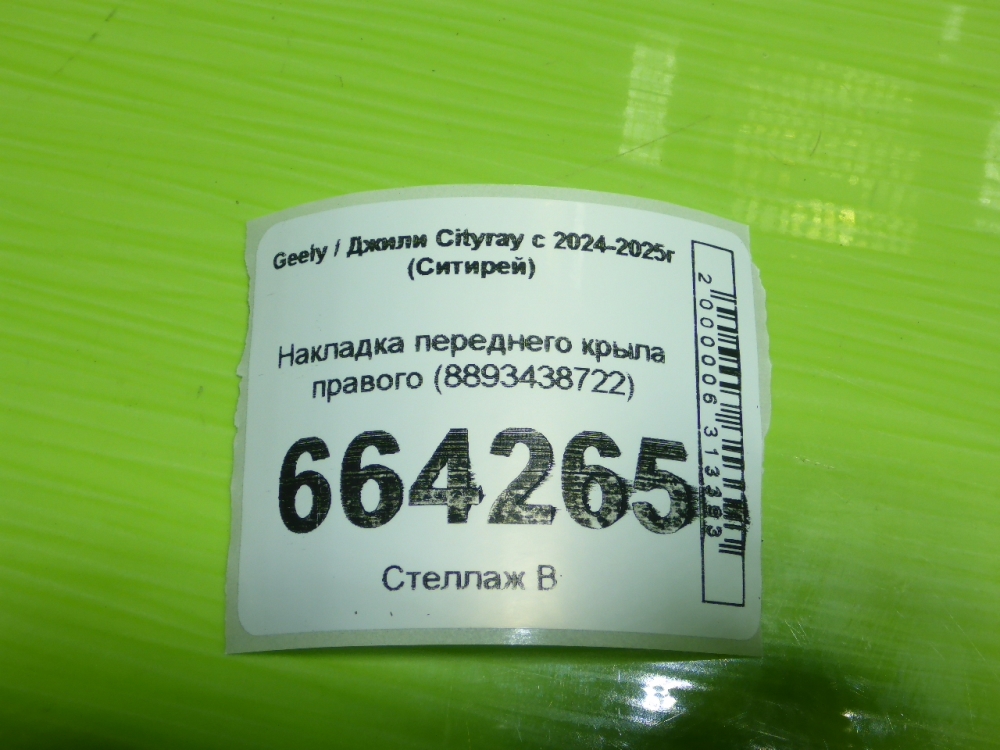 Geely / Джили Cityray с 2024-2025г
(Ситирей)
Накладка переднего крыла
правого (8893438722)
664265
Стеллаж В